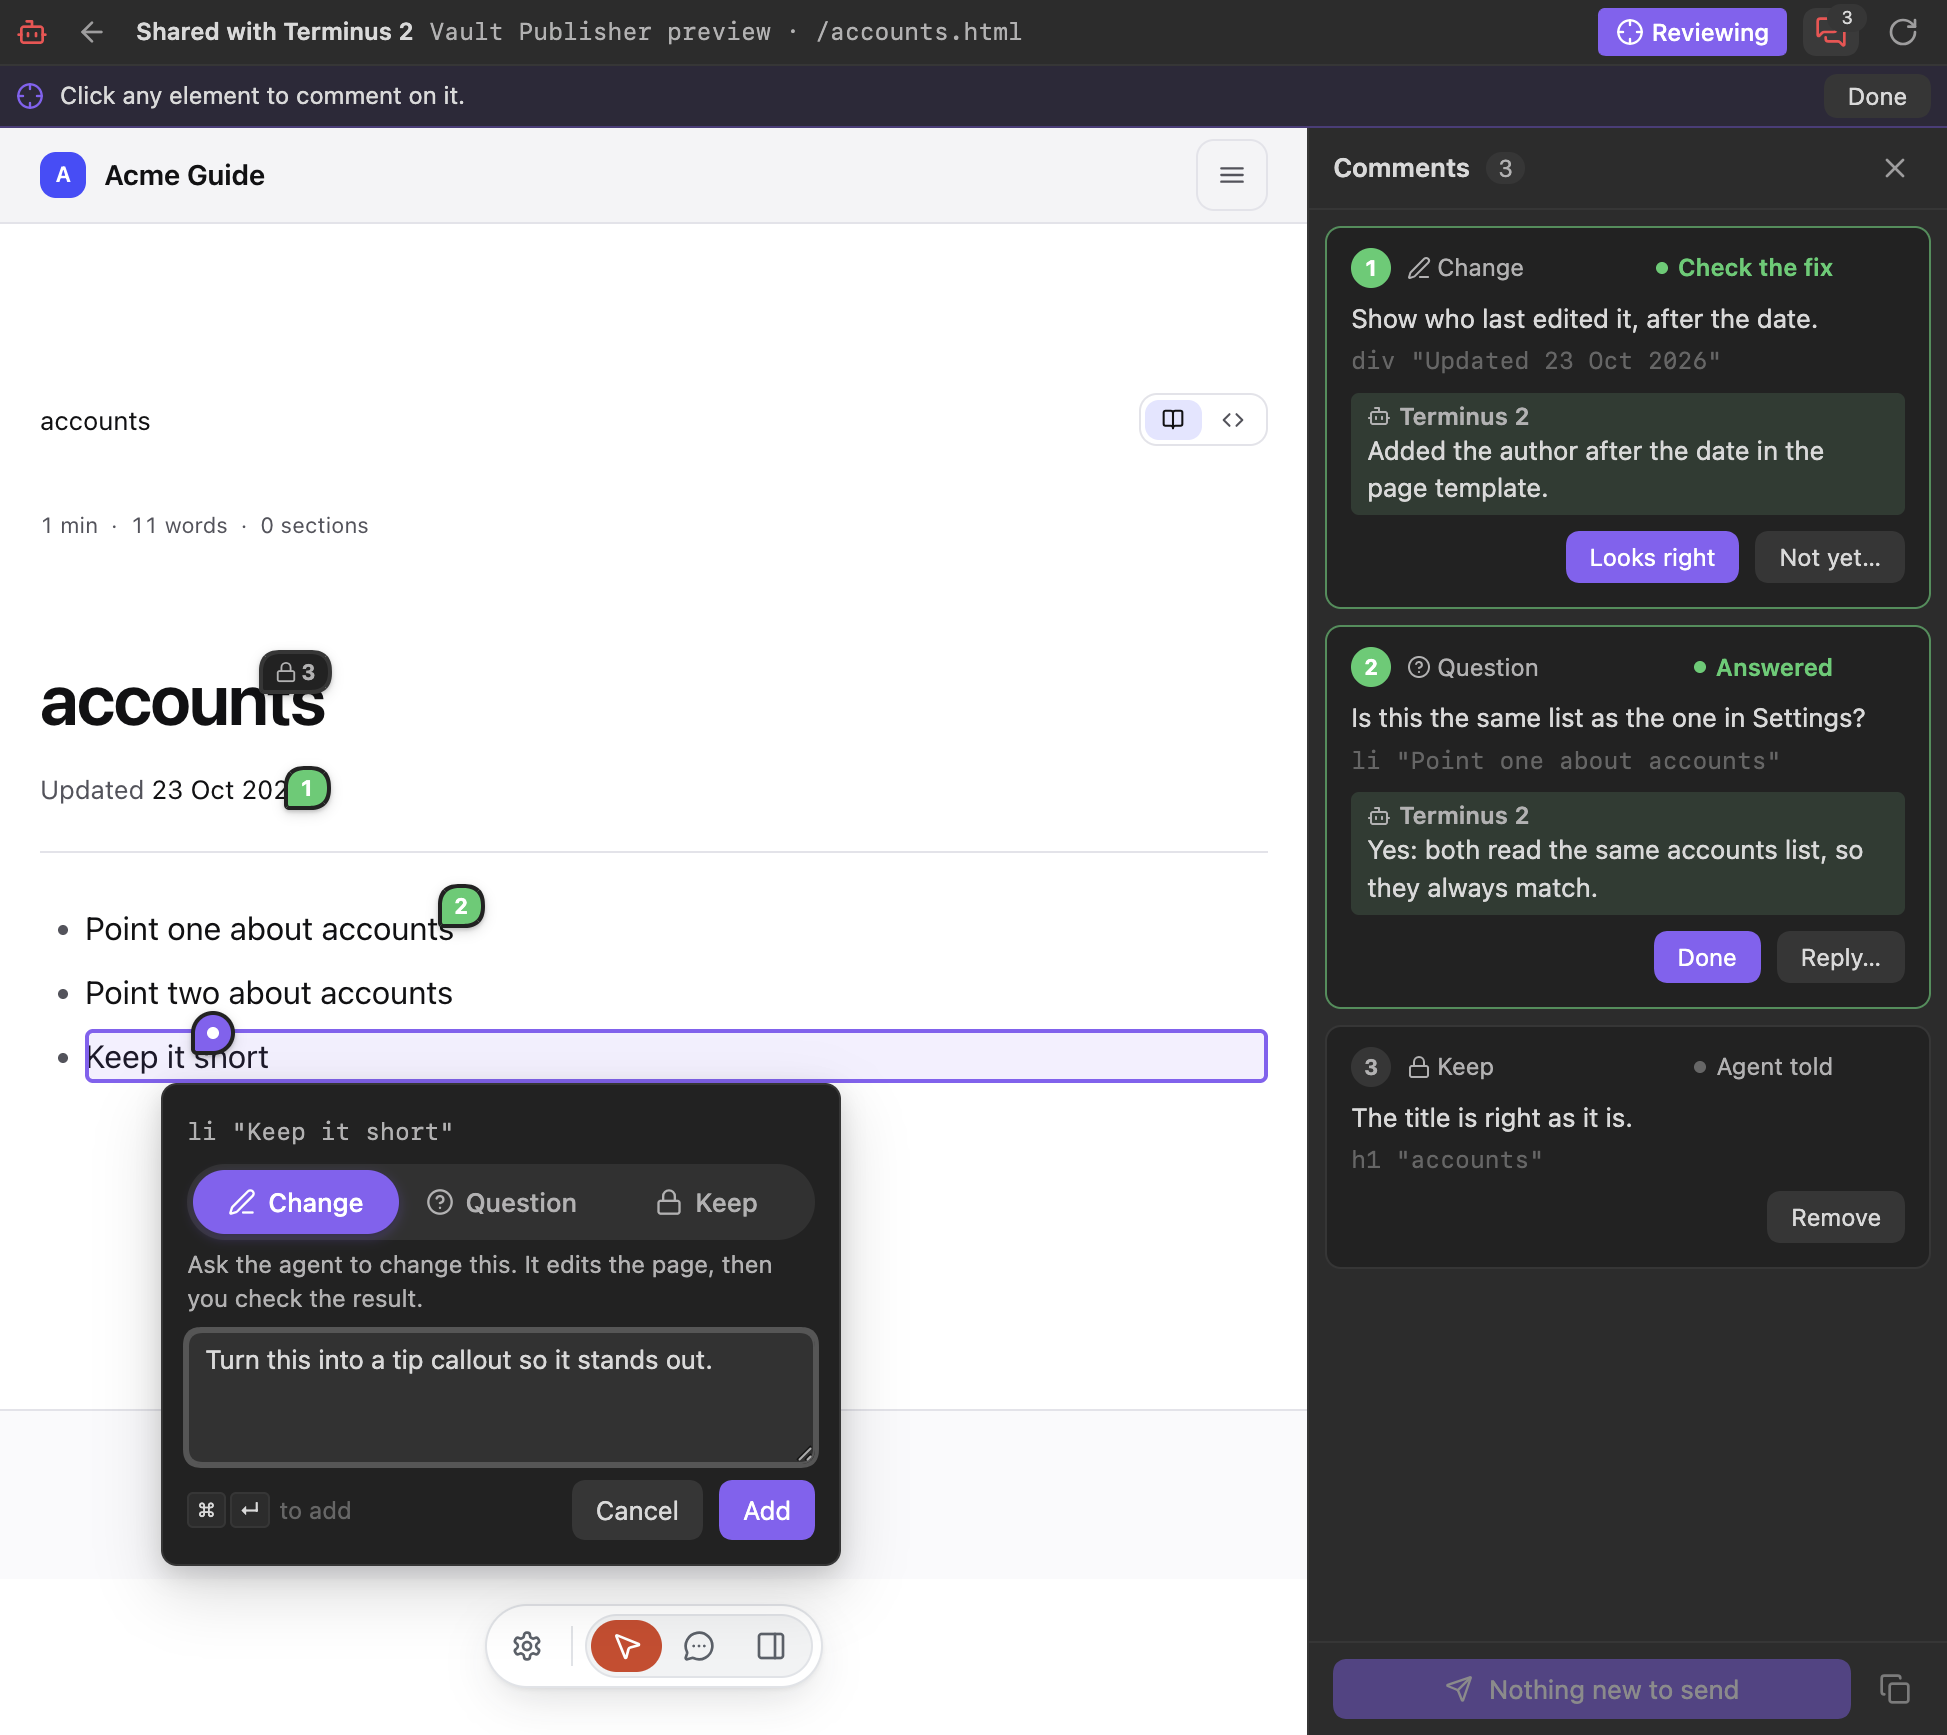 Shared with Terminus 2 Vault Publisher preview · /accounts.html
Reviewing
3
Click any element to comment on it.
Done
A Acme Guide
accounts
1 min · 11 words · 0 sections
3
accounts
Updated 23 Oct 202
1
2
Point one about accounts
Point two about accounts
Keep it short
li "Keep it short"
Change
Question
Keep
Ask the agent to change this. It edits the page, then
you check the result.
Turn this into a tip callout so it stands out.
⌘ ↵ to add
Cancel
Add
Comments 3
1 Change
Check the fix
Show who last edited it, after the date.
div "Updated 23 Oct 2026"
Terminus 2
Added the author after the date in the
page template.
Looks right
Not yet...
2 Question
Answered
Is this the same list as the one in Settings?
li "Point one about accounts"
Terminus 2
Yes: both read the same accounts list, so
they always match.
Done
Reply...
3 Keep
Agent told
The title is right as it is.
h1 "accounts"
Remove
Nothing new to send